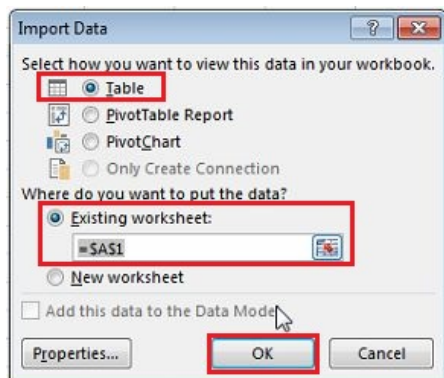 Import Data
Select how you want to view this data in your workbook.
Table
PivotTable Report
PivotChart
Only Create Connection
Where do you want to put the data?
Existing worksheet:
=$A$1
New worksheet
Add this data to the Data Model
Properties...
OK
Cancel